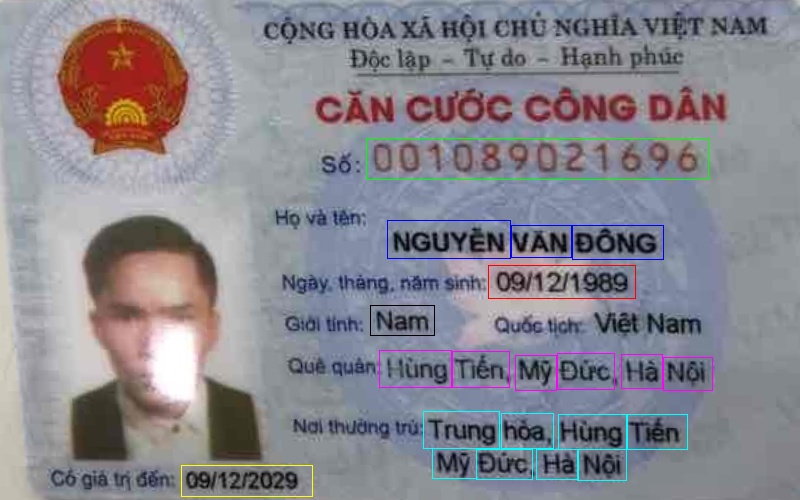 CỘNG HÒA XÃ HỘI CHỦ NGHĨA VIỆT NAM
Độc lập - Tự do - Hạnh phúc
CĂN CƯỚC CÔNG DÂN
Số: 001089021696
Họ và tên:
NGUYỄN VĂN ĐÔNG
Ngày, tháng, năm sinh: 09/12/1989
Giới tính: Nam Quốc tịch: Việt Nam
Quê quán: Hùng Tiến, Mỹ Đức, Hà Nội
Nơi thường trú: Trung hòa, Hùng Tiến
Mỹ Đức, Hà Nội
Có giá trị đến: 09/12/2029